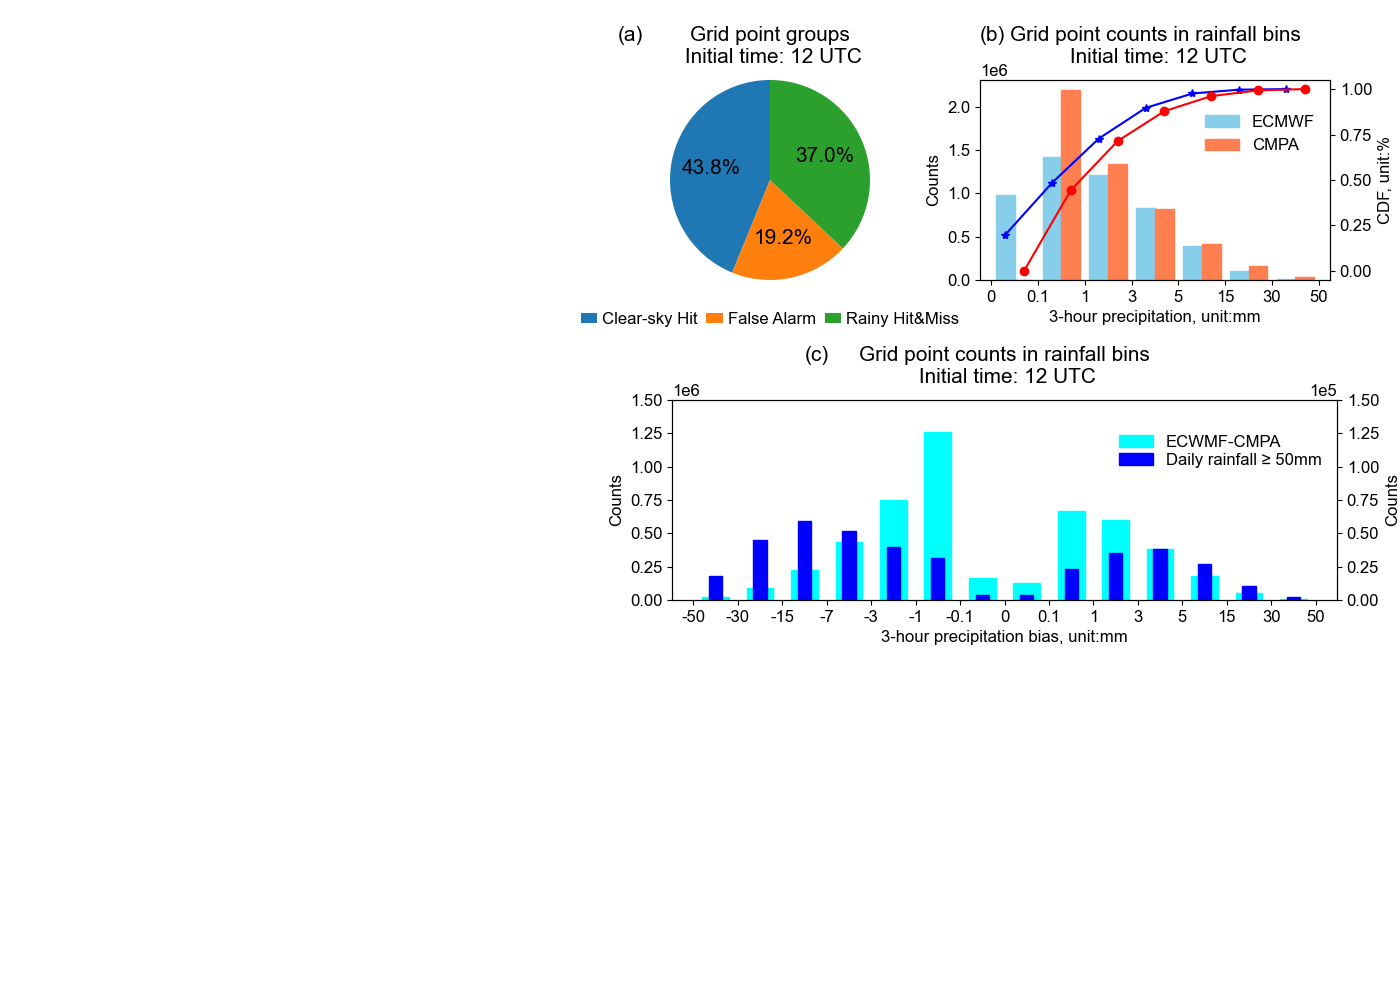 (a)
Grid point groups
Initial time: 12 UTC
43.8%
37.0%
19.2%
Clear-sky Hit
False Alarm
Rainy Hit&Miss
(b) Grid point counts in rainfall bins
Initial time: 12 UTC
1e6
2.0
1.5
1.0
0.5
0.0
Counts
ECMWF
CMPA
1.00
0.75
0.50
0.25
0.00
CDF, unit:%
0 0.1 1 3 5 15 30 50
3-hour precipitation, unit:mm
(c) Grid point counts in rainfall bins
Initial time: 12 UTC
1e6
1e5
1.50
1.25
1.00
0.75
0.50
0.25
0.00
Counts
ECWMF-CMPA
Daily rainfall ≥ 50mm
1.50
1.25
1.00
0.75
0.50
0.25
0.00
Counts
-50 -30 -15 -7 -3 -1 -0.1 0 0.1 1 3 5 15 30 50
3-hour precipitation bias, unit:mm